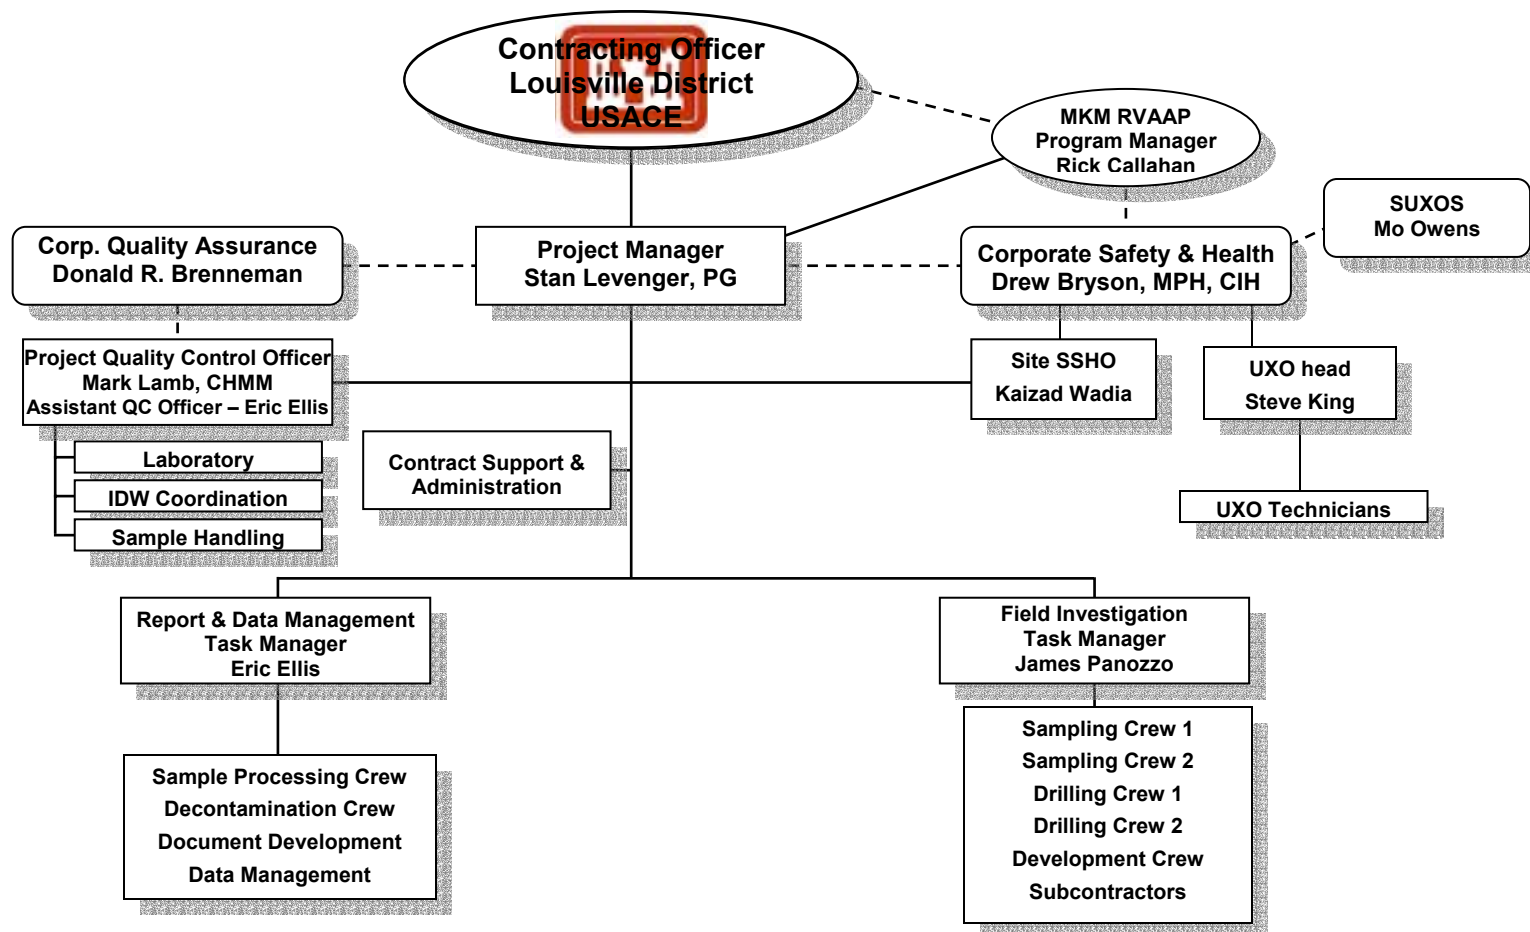 Contracting Officer
Louisville District
USACE
MKM RVAAP
Program Manager
Rick Callahan
SUXOS
Mo Owens
Corp. Quality Assurance
Donald R. Brenneman
Project Manager
Stan Levenger, PG
Corporate Safety & Health
Drew Bryson, MPH, CIH
Project Quality Control Officer
Mark Lamb, CHMM
Assistant QC Officer – Eric Ellis
Site SSHO
Kaizad Wadia
UXO head
Steve King
Laboratory
IDW Coordination
Sample Handling
Contract Support &
Administration
UXO Technicians
Report & Data Management
Task Manager
Eric Ellis
Field Investigation
Task Manager
James Panozzo
Sample Processing Crew
Decontamination Crew
Document Development
Data Management
Sampling Crew 1
Sampling Crew 2
Drilling Crew 1
Drilling Crew 2
Development Crew
Subcontractors